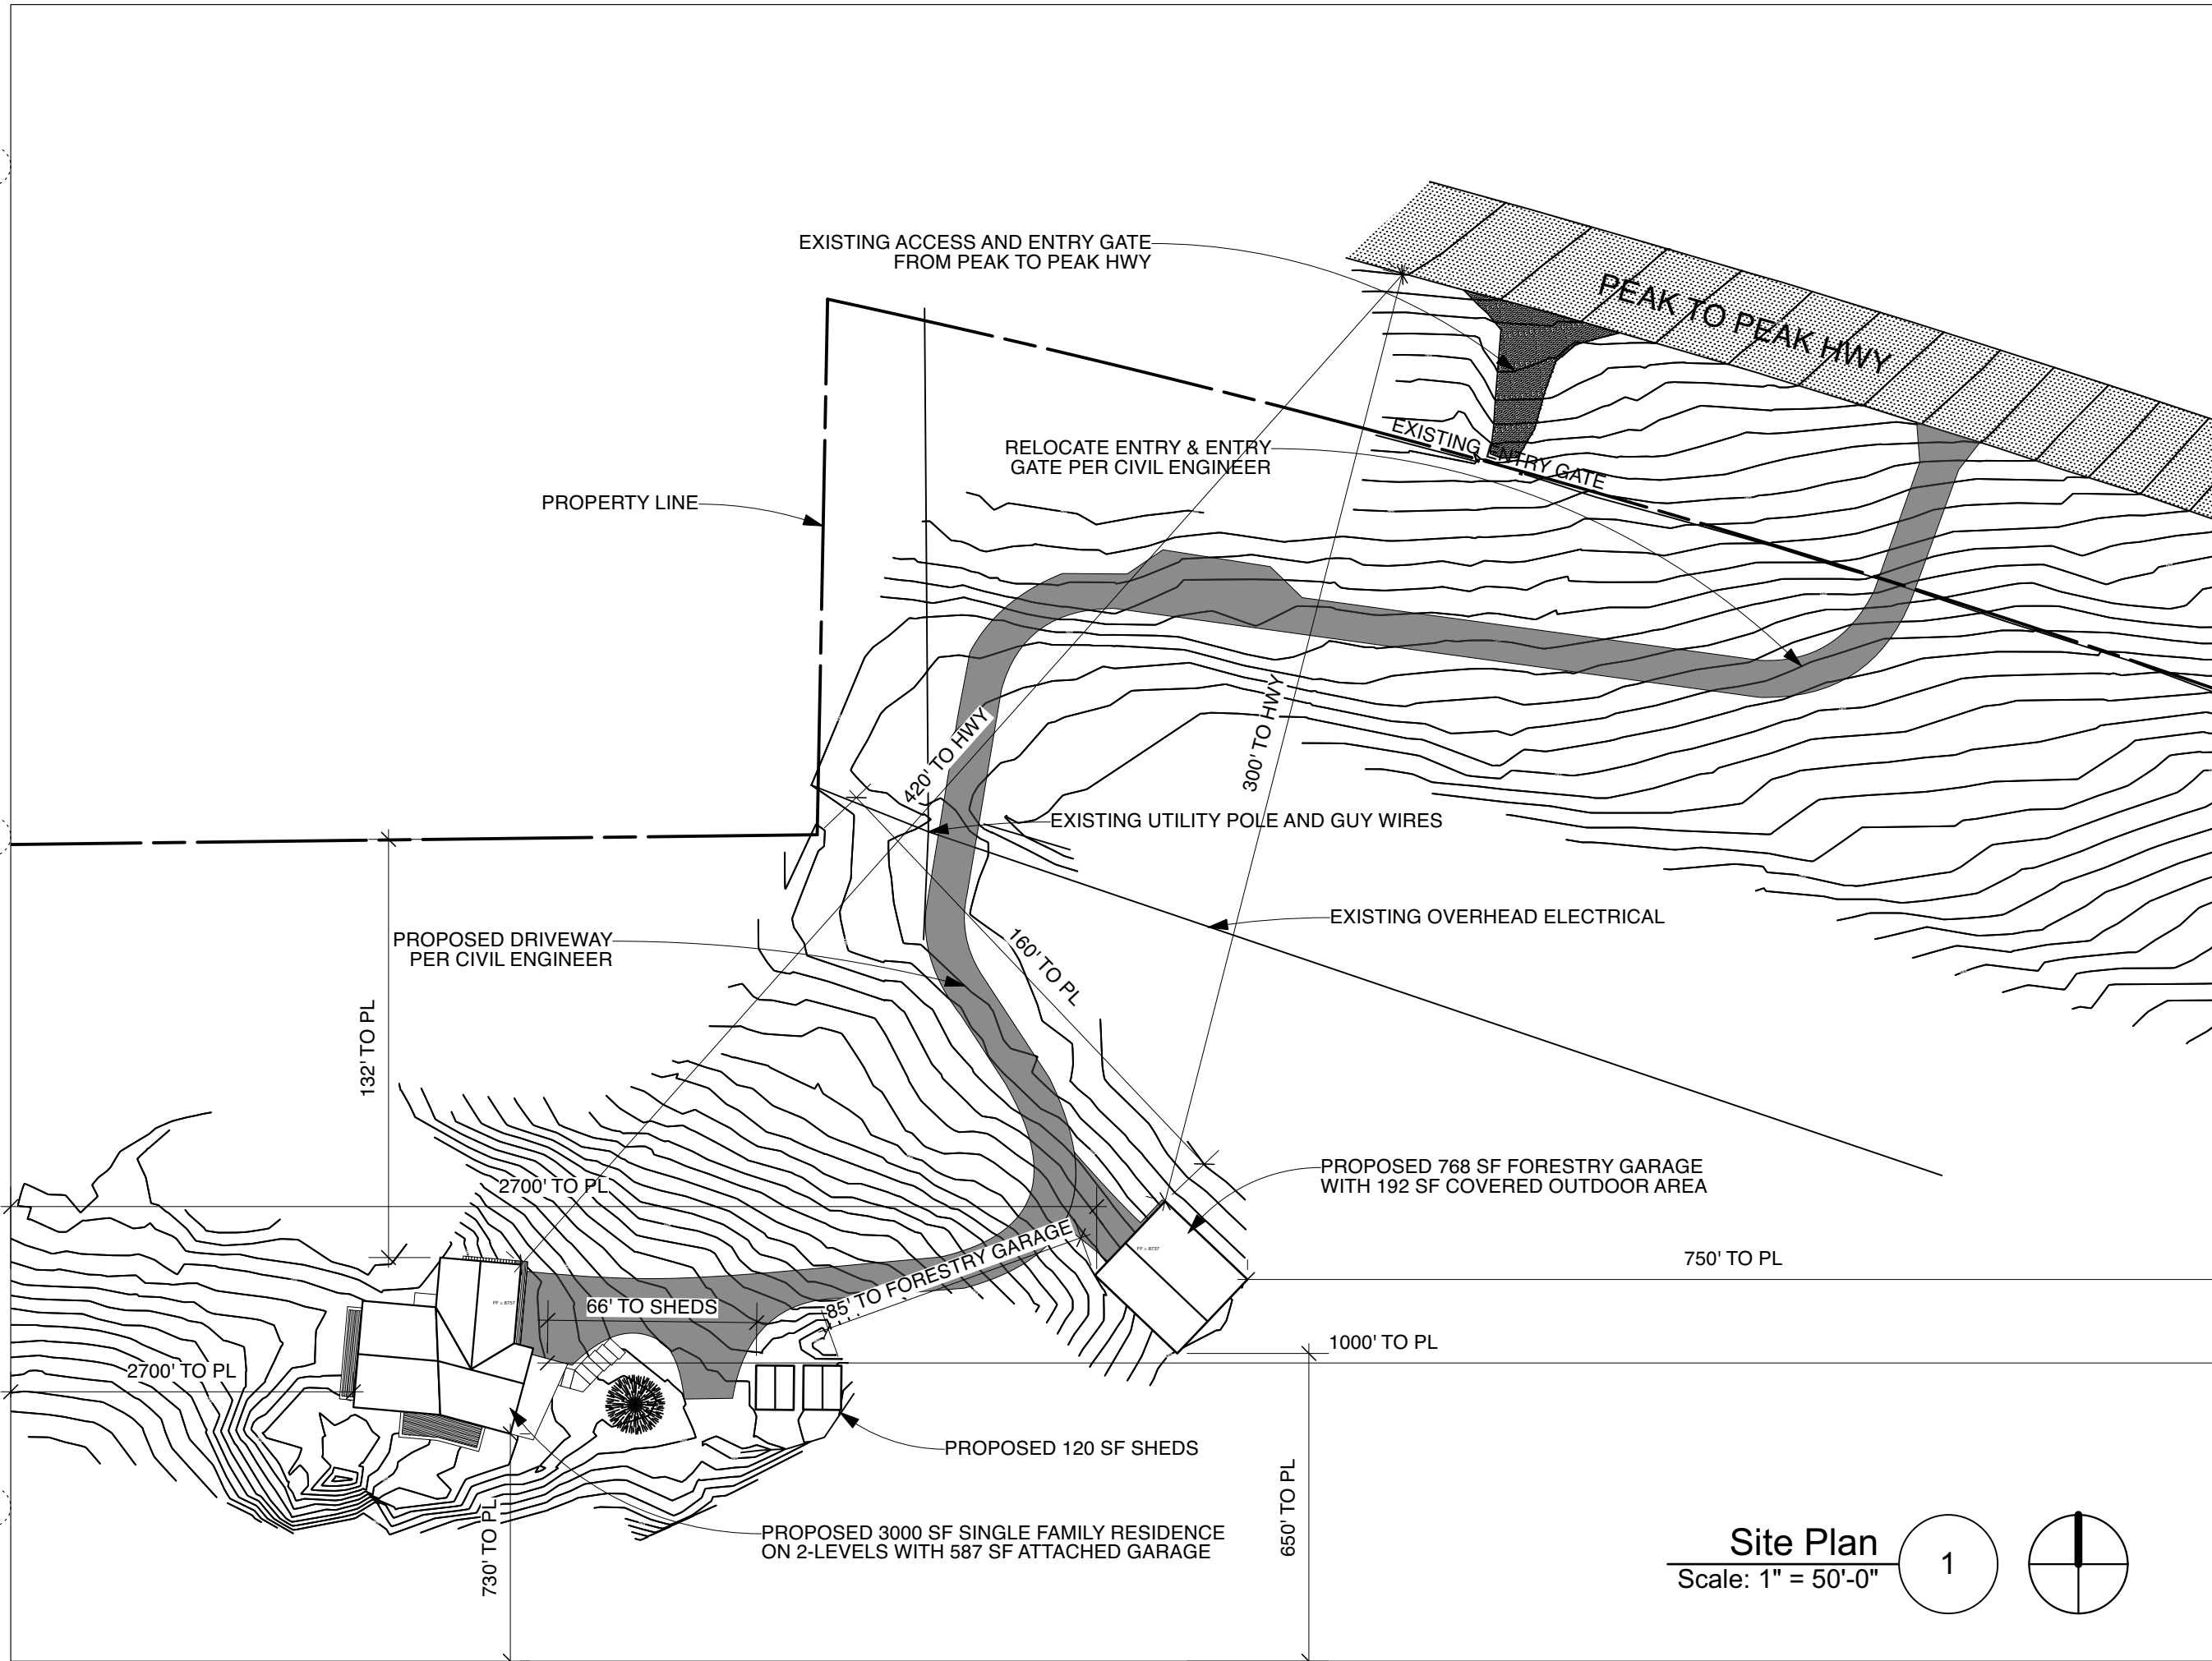 EXISTING ACCESS AND ENTRY GATE
FROM PEAK TO PEAK HWY
PEAK TO PEAK HWY
EXISTING ENTRY GATE
RELOCATE ENTRY & ENTRY
GATE PER CIVIL ENGINEER
PROPERTY LINE
420' TO HWY
300' TO HWY
EXISTING UTILITY POLE AND GUY WIRES
EXISTING OVERHEAD ELECTRICAL
PROPOSED DRIVEWAY
PER CIVIL ENGINEER
160' TO PL
132' TO PL
PROPOSED 768 SF FORESTRY GARAGE
WITH 192 SF COVERED OUTDOOR AREA
2700' TO PL
FF = 8737
85' TO FORESTRY GARAGE
750' TO PL
FF = 8757
66' TO SHEDS
1000' TO PL
2700' TO PL
PROPOSED 120 SF SHEDS
730' TO PL
PROPOSED 3000 SF SINGLE FAMILY RESIDENCE
ON 2-LEVELS WITH 587 SF ATTACHED GARAGE
650' TO PL
Site Plan
Scale: 1" = 50'-0"
1